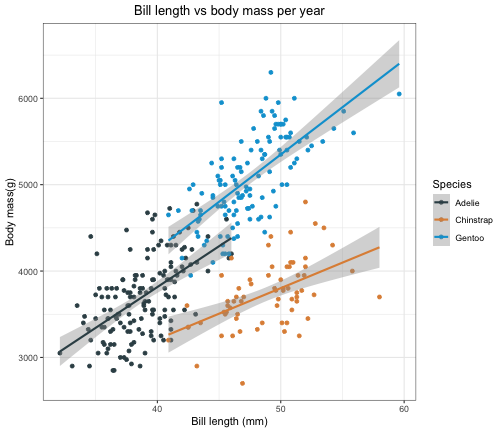 Bill length vs body mass per year
Body mass(g)
6000
5000
4000
3000
40
50
60
Bill length (mm)
Species
Adelie
Chinstrap
Gentoo